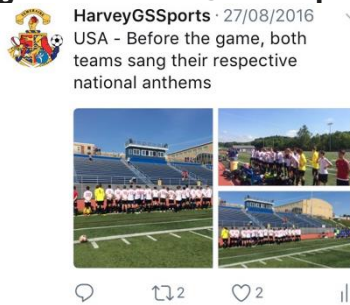 HarveyGSSports · 27/08/2016
USA - Before the game, both
teams sang their respective
national anthems
2
2